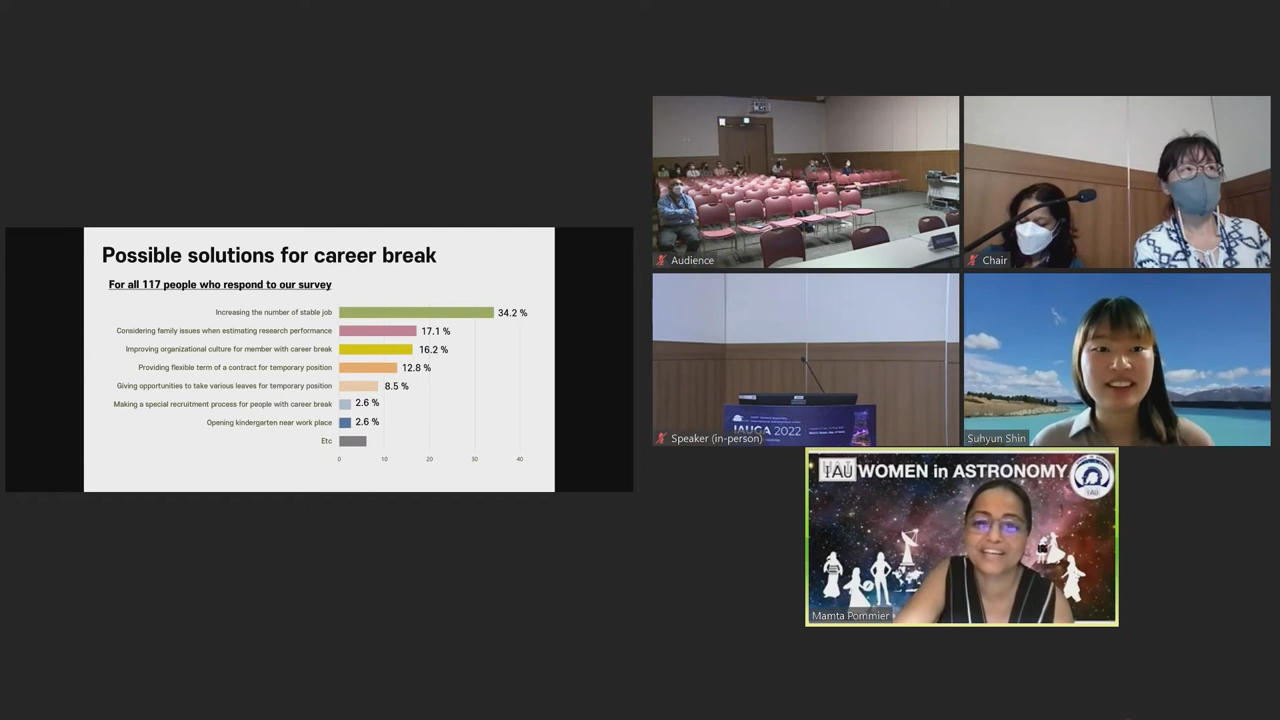 Possible solutions for career break
For all 117 people who respond to our survey
Increasing the number of stable job
34.2 %
Considering family issues when estimating research performance
17.1 %
Improving organizational culture for member with career break
16.2 %
Providing flexible term of a contract for temporary position
12.8 %
Giving opportunities to take various leaves for temporary position
8.5 %
Making a special recruitment process for people with career break
2.6 %
Opening kindergarten near work place
2.6 %
Etc
0 10 20 30 40
Audience
Chair
IAUGA 2022
Speaker (in-person)
Suhyun Shin
IAU WOMEN in ASTRONOMY
IAU
Mamta Pommier